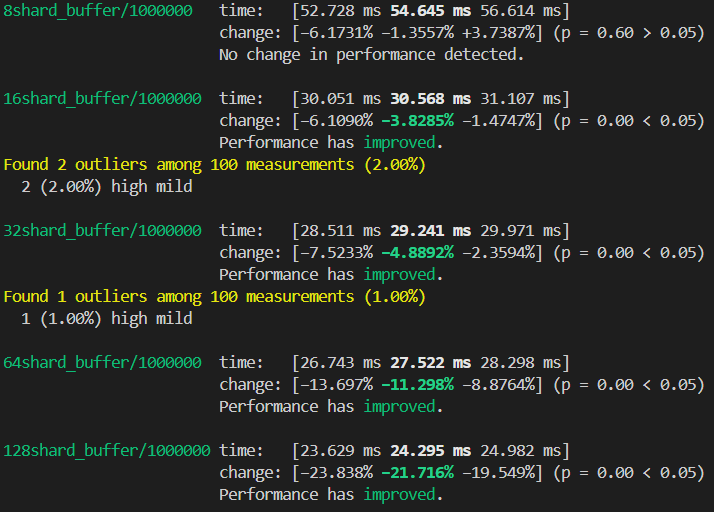 8shard_buffer/1000000   time:   [52.728 ms 54.645 ms 56.614 ms]
                        change: [−6.1731% −1.3557% +3.7387%] (p = 0.60 > 0.05)
                        No change in performance detected.

16shard_buffer/1000000  time:   [30.051 ms 30.568 ms 31.107 ms]
                        change: [−6.1090% −3.8285% −1.4747%] (p = 0.00 < 0.05)
                        Performance has improved.
Found 2 outliers among 100 measurements (2.00%)
  2 (2.00%) high mild

32shard_buffer/1000000  time:   [28.511 ms 29.241 ms 29.971 ms]
                        change: [−7.5233% −4.8892% −2.3594%] (p = 0.00 < 0.05)
                        Performance has improved.
Found 1 outliers among 100 measurements (1.00%)
  1 (1.00%) high mild

64shard_buffer/1000000  time:   [26.743 ms 27.522 ms 28.298 ms]
                        change: [−13.697% −11.298% −8.8764%] (p = 0.00 < 0.05)
                        Performance has improved.

128shard_buffer/1000000 time:   [23.629 ms 24.295 ms 24.982 ms]
                        change: [−23.838% −21.716% −19.549%] (p = 0.00 < 0.05)
                        Performance has improved.